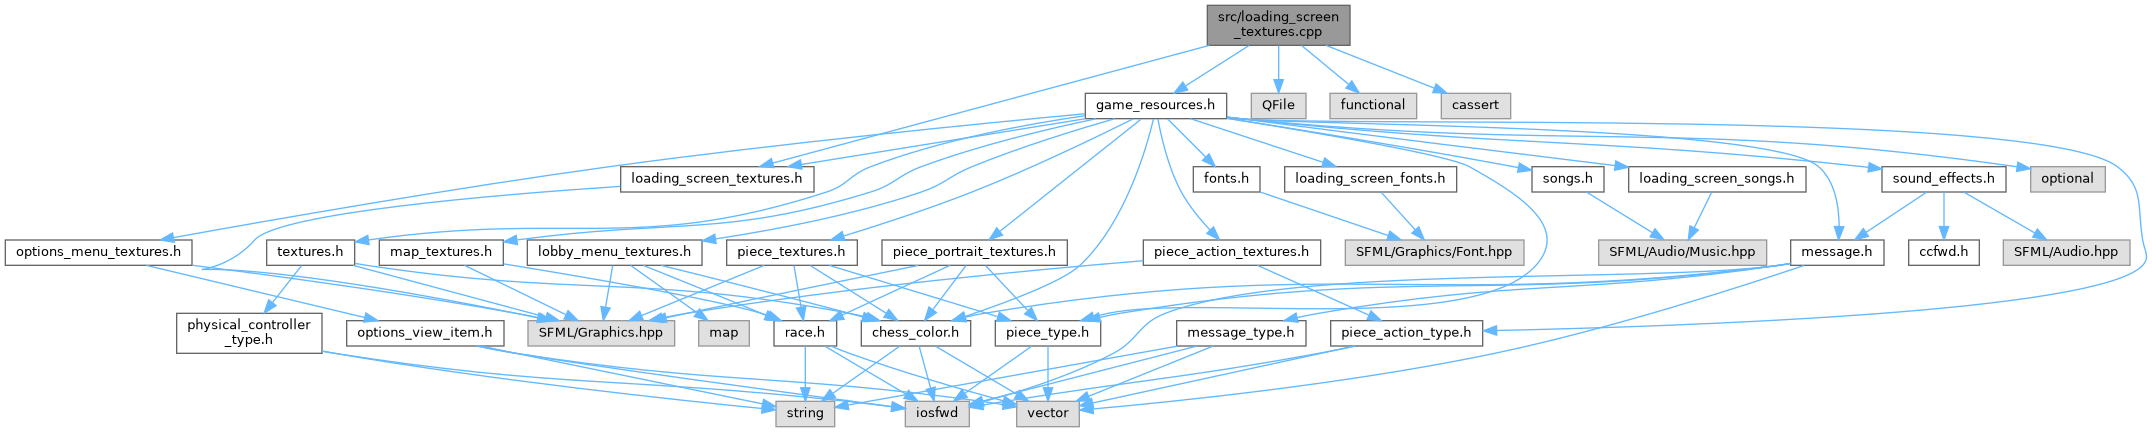 src/loading_screen
_textures.cpp
game_resources.h
QFile
functional
cassert
loading_screen_textures.h
fonts.h
loading_screen_fonts.h
songs.h
loading_screen_songs.h
sound_effects.h
optional
options_menu_textures.h
textures.h
map_textures.h
lobby_menu_textures.h
piece_textures.h
piece_portrait_textures.h
piece_action_textures.h
SFML/Graphics/Font.hpp
SFML/Audio/Music.hpp
message.h
ccfwd.h
SFML/Audio.hpp
physical_controller
_type.h
options_view_item.h
SFML/Graphics.hpp
map
race.h
chess_color.h
piece_type.h
message_type.h
piece_action_type.h
string
iosfwd
vector